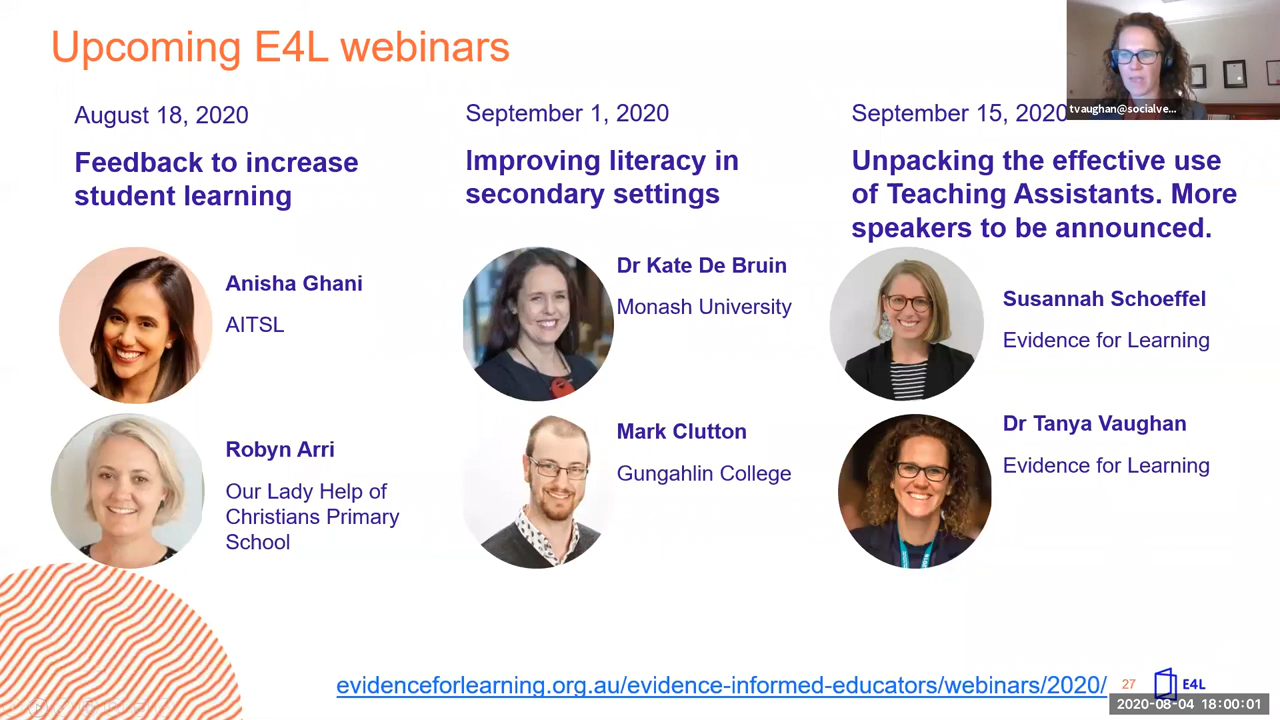 Upcoming E4L webinars
tvaughan@socialve...
August 18, 2020
Feedback to increase
student learning
Anisha Ghani
AITSL
Robyn Arri
Our Lady Help of
Christians Primary
School
September 1, 2020
Improving literacy in
secondary settings
Dr Kate De Bruin
Monash University
Mark Clutton
Gungahlin College
September 15, 2020
Unpacking the effective use
of Teaching Assistants. More
speakers to be announced.
Susannah Schoeffel
Evidence for Learning
Dr Tanya Vaughan
Evidence for Learning
evidenceforlearning.org.au/evidence-informed-educators/webinars/2020/
27
E4L
2020-08-04 18:00:01